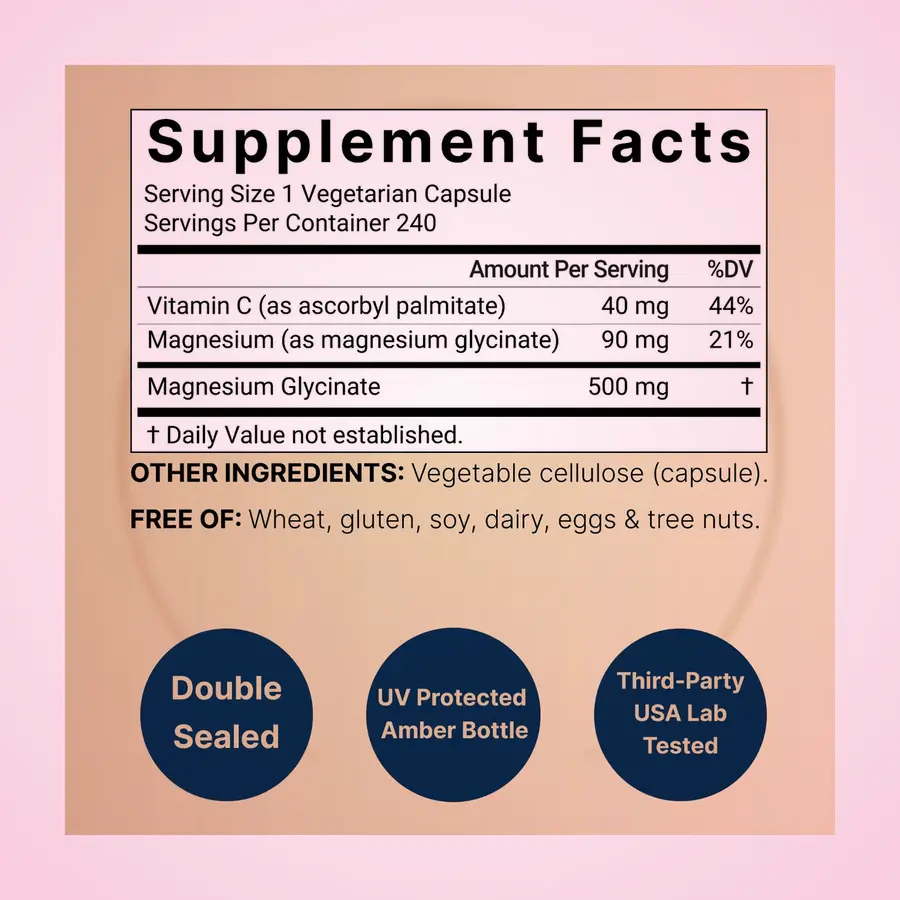 Supplement Facts
Serving Size 1 Vegetarian Capsule
Servings Per Container 240
Amount Per Serving %DV
Vitamin C (as ascorbyl palmitate) 40 mg 44%
Magnesium (as magnesium glycinate) 90 mg 21%
Magnesium Glycinate 500 mg †
† Daily Value not established.
OTHER INGREDIENTS: Vegetable cellulose (capsule).
FREE OF: Wheat, gluten, soy, dairy, eggs & tree nuts.
Double
Sealed
UV Protected
Amber Bottle
Third-Party
USA Lab
Tested